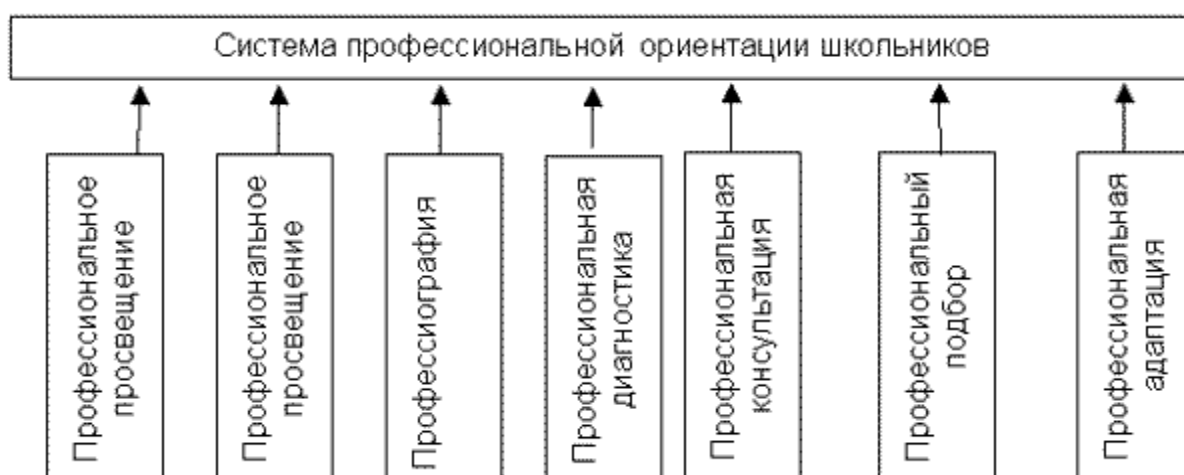 Система профессиональной ориентации школьников
Профессиональное
просвещение
Профессиональное
просвещение
Профессиография
Профессиональная
диагностика
Профессиональная
консультация
Профессиональный
подбор
Профессиональная
адаптация